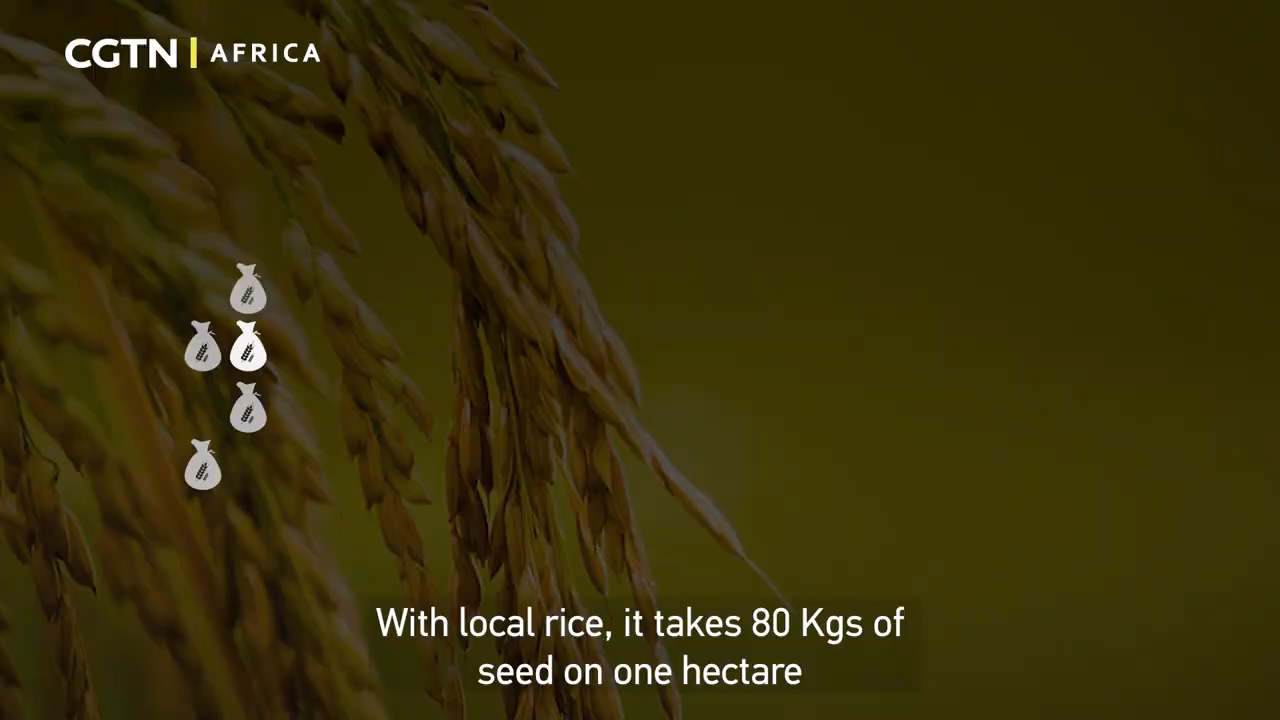 CGTN | AFRICA
With local rice, it takes 80 Kgs of
seed on one hectare